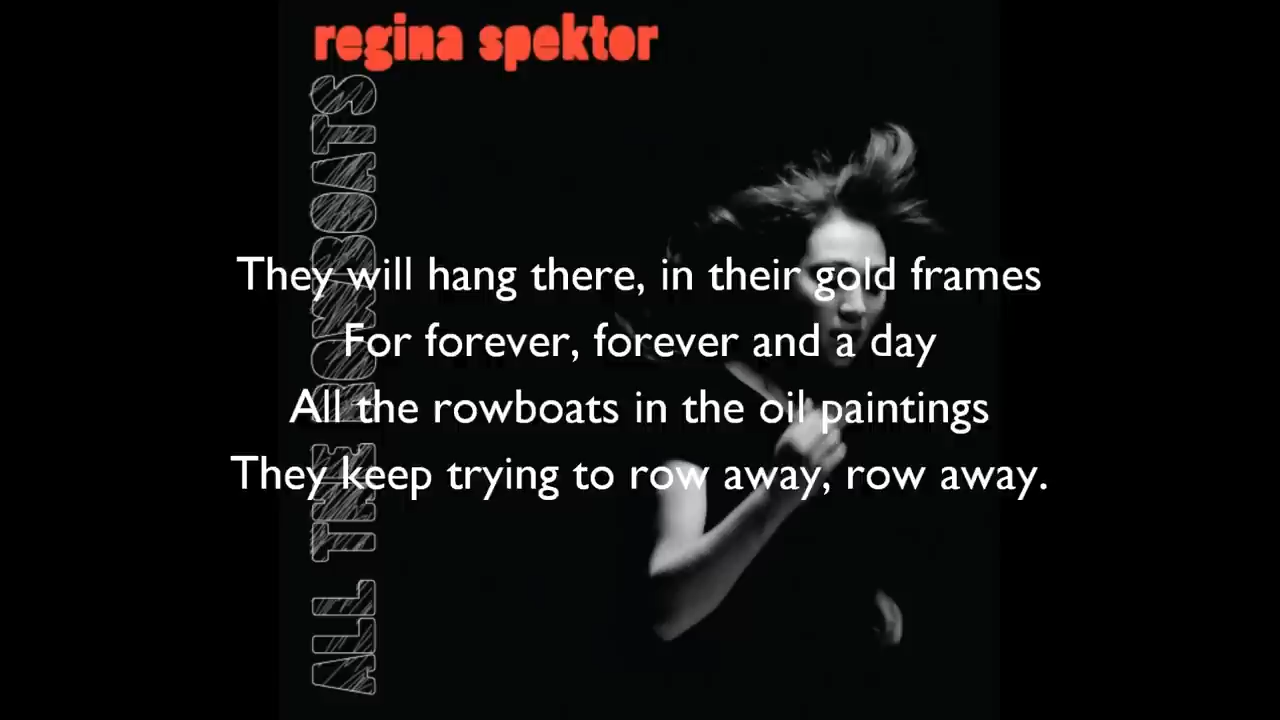 regina spektor
ALL THE ROWBOATS
They will hang there, in their gold frames
For forever, forever and a day
All the rowboats in the oil paintings
They keep trying to row away, row away.